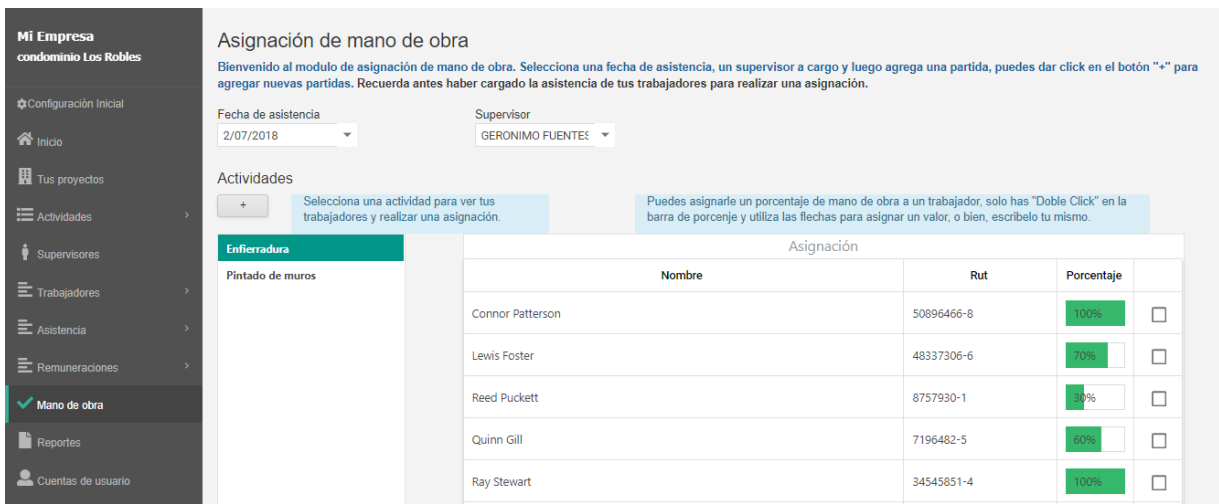 Mi Empresa
condominio Los Robles
Configuración Inicial
Inicio
Tus proyectos
Actividades
Supervisores
Trabajadores
Asistencia
Remuneraciones
Mano de obra
Reportes
Cuentas de usuario
Asignación de mano de obra
Bienvenido al modulo de asignación de mano de obra. Selecciona una fecha de asistencia, un supervisor a cargo y luego agrega una partida, puedes dar click en el botón "+" para
agregar nuevas partidas. Recuerda antes haber cargado la asistencia de tus trabajadores para realizar una asignación.
Fecha de asistencia
2/07/2018
Supervisor
GERONIMO FUENTES
Actividades
+
Selecciona una actividad para ver tus
trabajadores y realizar una asignación.
Puedes asignarle un porcentaje de mano de obra a un trabajador, solo has "Doble Click" en la
barra de porcenje y utiliza las flechas para asignar un valor, o bien, escribelo tu mismo.
Enfierradura
Pintado de muros
Asignación
Nombre Rut Porcentaje
Connor Patterson 50896466-8 100%
Lewis Foster 48337306-6 70%
Reed Puckett 8757930-1 30%
Quinn Gill 7196482-5 60%
Ray Stewart 34545851-4 100%